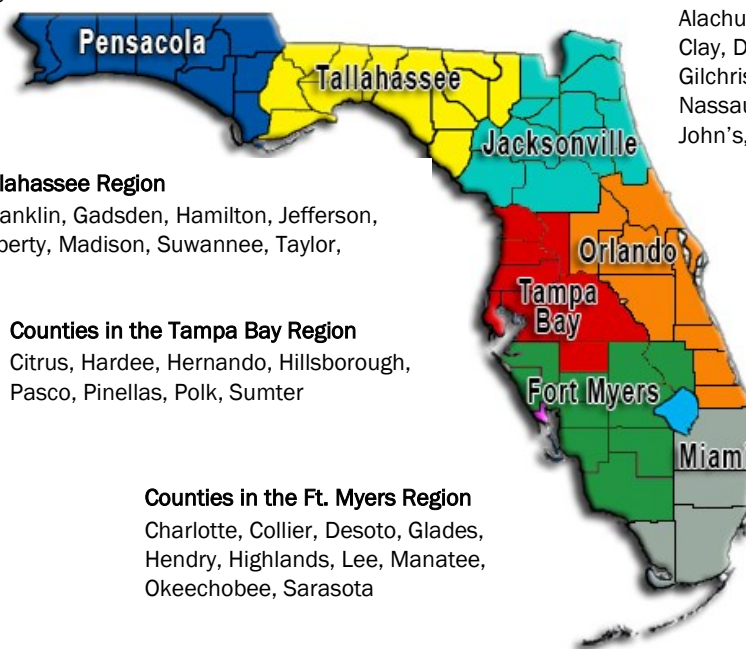 Alachu
Clay, D
Gilchris
Nassau
John's,
Pensacola
Tallahassee
Jacksonville
Orlando
Tampa
Bay
Fort Myers
Miami
llahassee Region
anklin, Gadsden, Hamilton, Jefferson,
berty, Madison, Suwannee, Taylor,
Counties in the Tampa Bay Region
Citrus, Hardee, Hernando, Hillsborough,
Pasco, Pinellas, Polk, Sumter
Counties in the Ft. Myers Region
Charlotte, Collier, Desoto, Glades,
Hendry, Highlands, Lee, Manatee,
Okeechobee, Sarasota